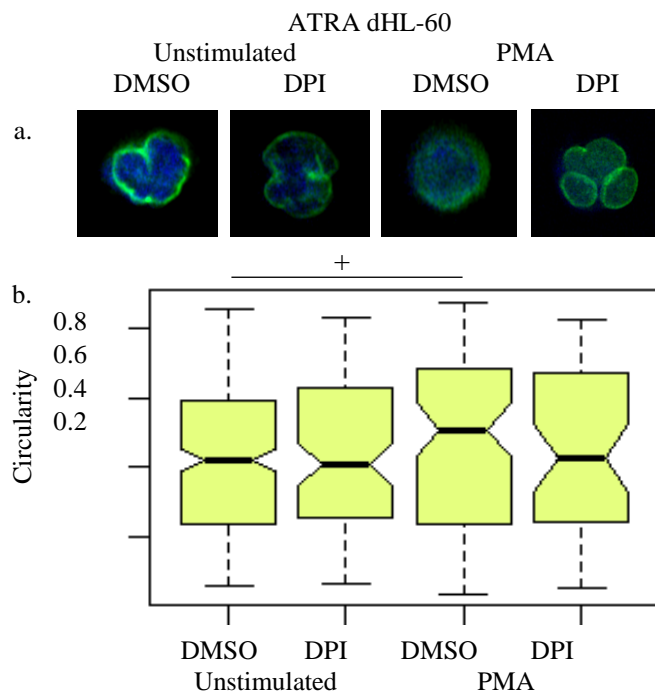 ATRA dHL-60
Unstimulated PMA
DMSO DPI DMSO DPI
a.
+
b.
0.8
0.6
0.4
0.2
Circularity
DMSO DPI DMSO DPI
Unstimulated PMA